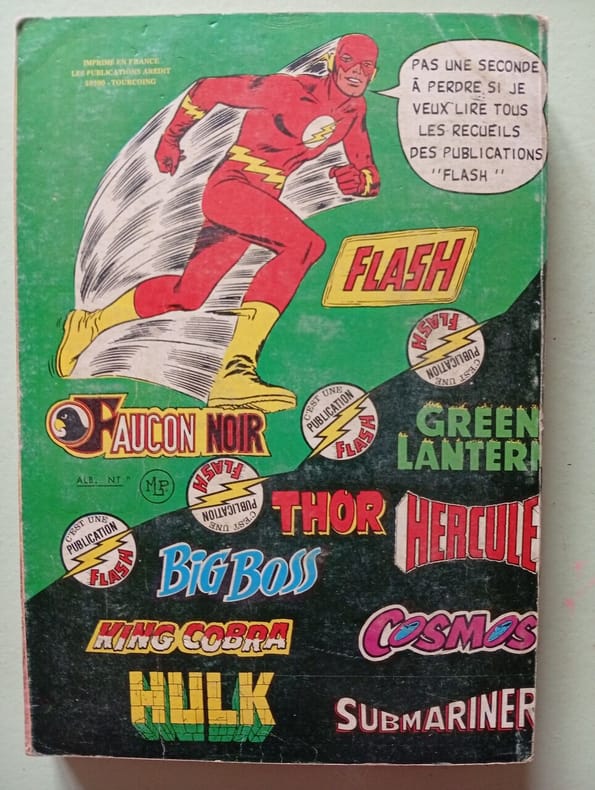 IMPRIMÉ EN FRANCE
LES PUBLICATIONS AREDIT
59200 - TOURCOING
PAS UNE SECONDE
À PERDRE, SI JE
VEUX LIRE TOUS
LES RECUEILS
DES PUBLICATIONS
"FLASH"
FLASH
C'EST UNE
PUBLICATION
FLASH
FAUCON NOIR
C'EST UNE
PUBLICATION
FLASH
GREEN
LANTERN
ALB. NT n
MLP
C'EST UNE
PUBLICATION
FLASH
THOR
HERCULE
C'EST UNE
PUBLICATION
FLASH
BIG BOSS
KING COBRA
COSMOS
HULK
SUBMARINER